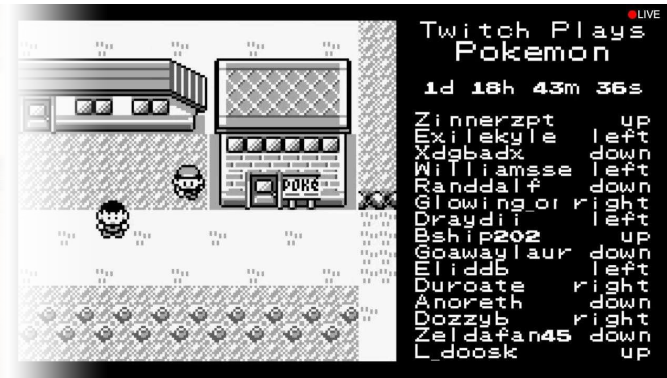 LIVE
Twitch Plays
Pokemon
1d 18h 43m 36s
Zinnerzpt up
Exilekyle left
Xdgbadx down
Williamsse left
Randdalf down
Glowing_or right
Draydii left
Bship202 up
Goawaylaur down
Eliddb left
Duroate right
Anoreth down
Dozzyb right
Zeldafan45 down
L_doosk up
POKé